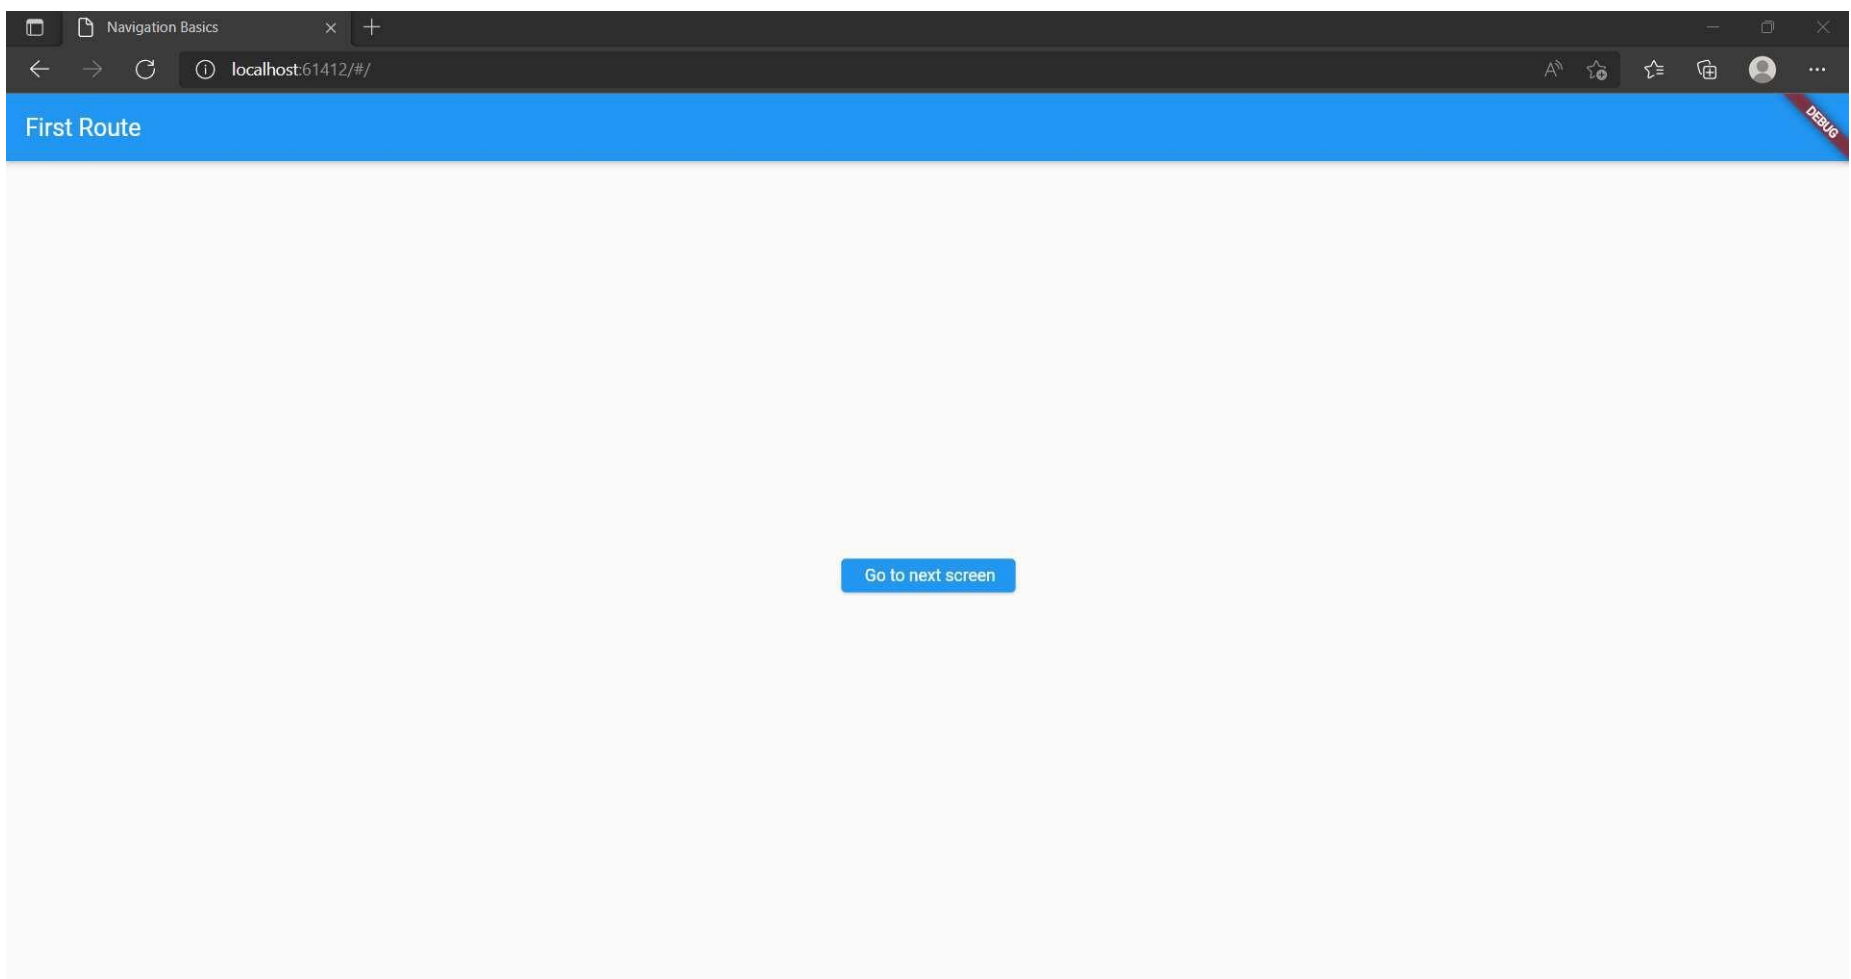 Navigation Basics
localhost:61412/#/
First Route
DEBUG
Go to next screen